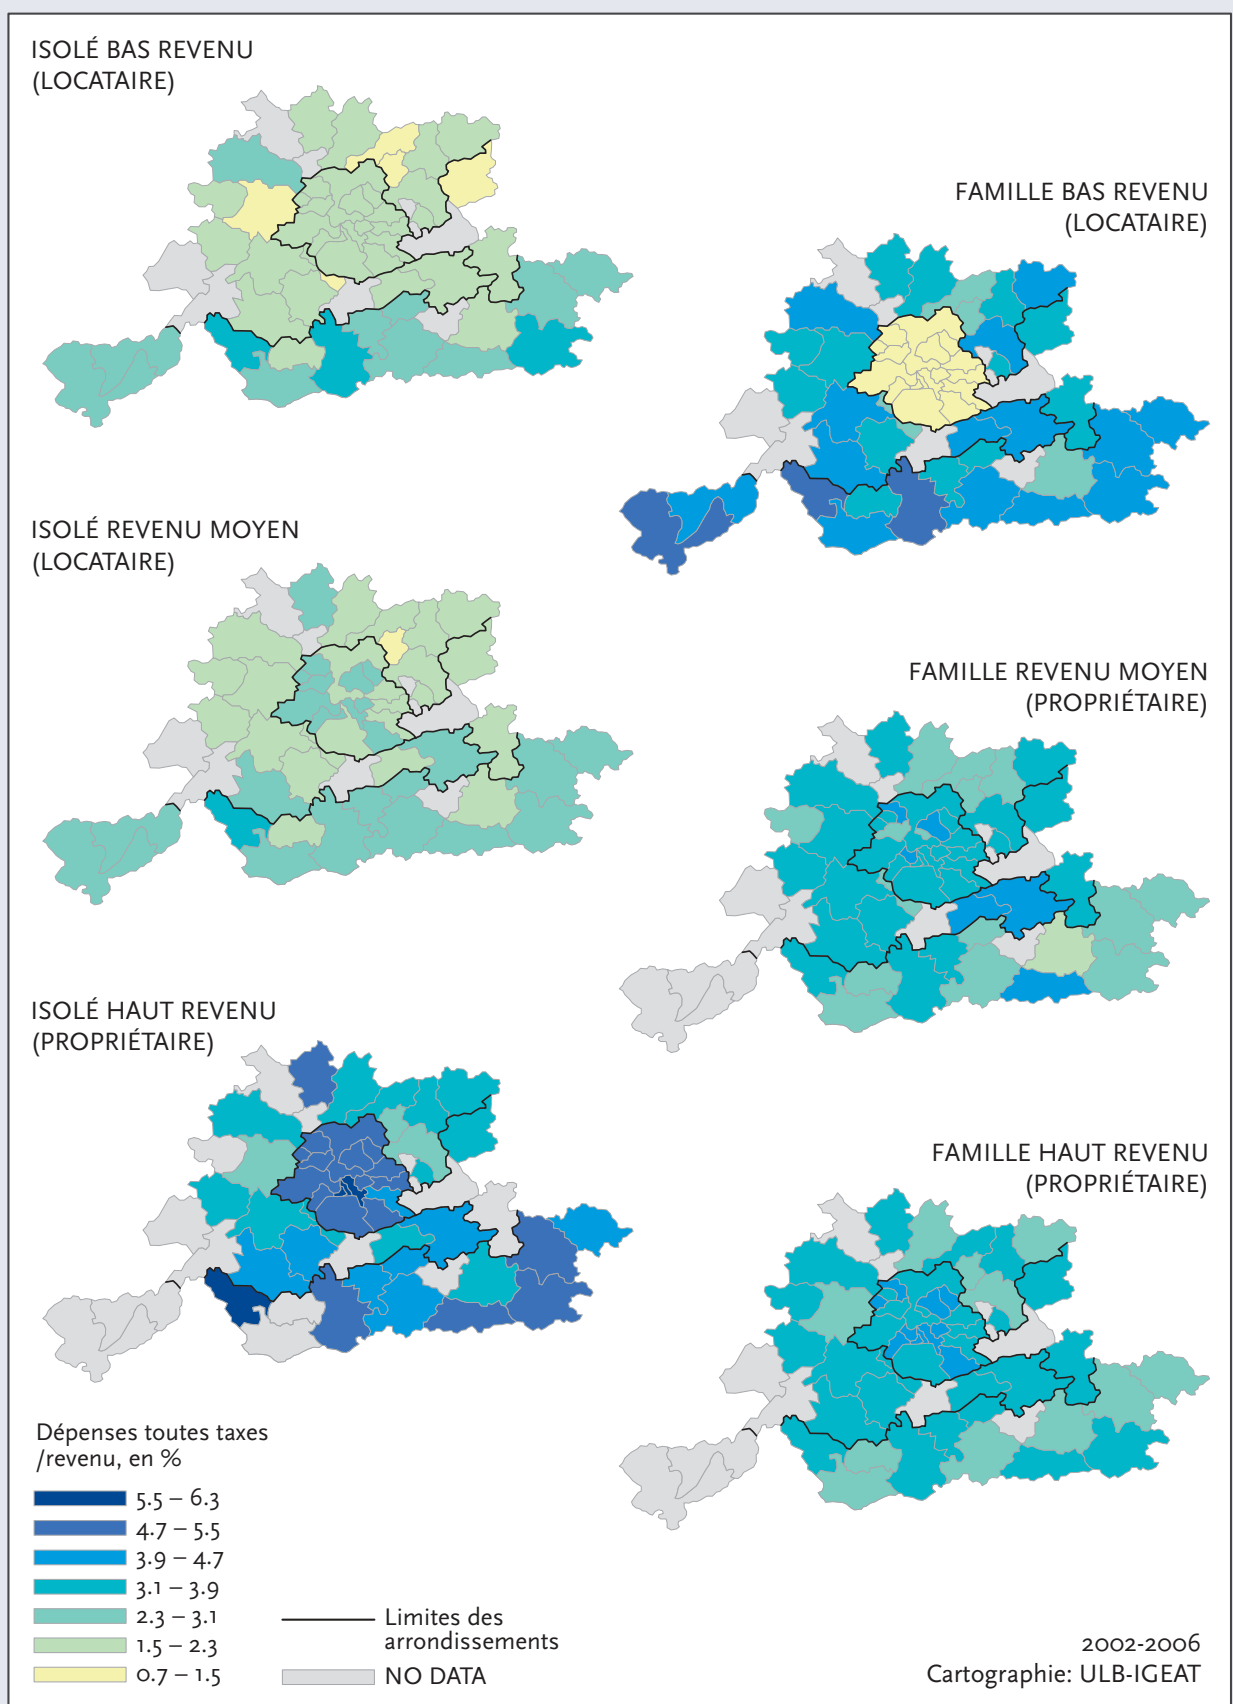 ISOLÉ BAS REVENU
(LOCATAIRE)
FAMILLE BAS REVENU
(LOCATAIRE)
ISOLÉ REVENU MOYEN
(LOCATAIRE)
FAMILLE REVENU MOYEN
(PROPRIÉTAIRE)
ISOLÉ HAUT REVENU
(PROPRIÉTAIRE)
FAMILLE HAUT REVENU
(PROPRIÉTAIRE)
Dépenses toutes taxes
/revenu, en %
5.5 – 6.3
4.7 – 5.5
3.9 – 4.7
3.1 – 3.9
2.3 – 3.1
1.5 – 2.3
0.7 – 1.5
Limites des
arrondissements
NO DATA
2002-2006
Cartographie: ULB-IGEAT